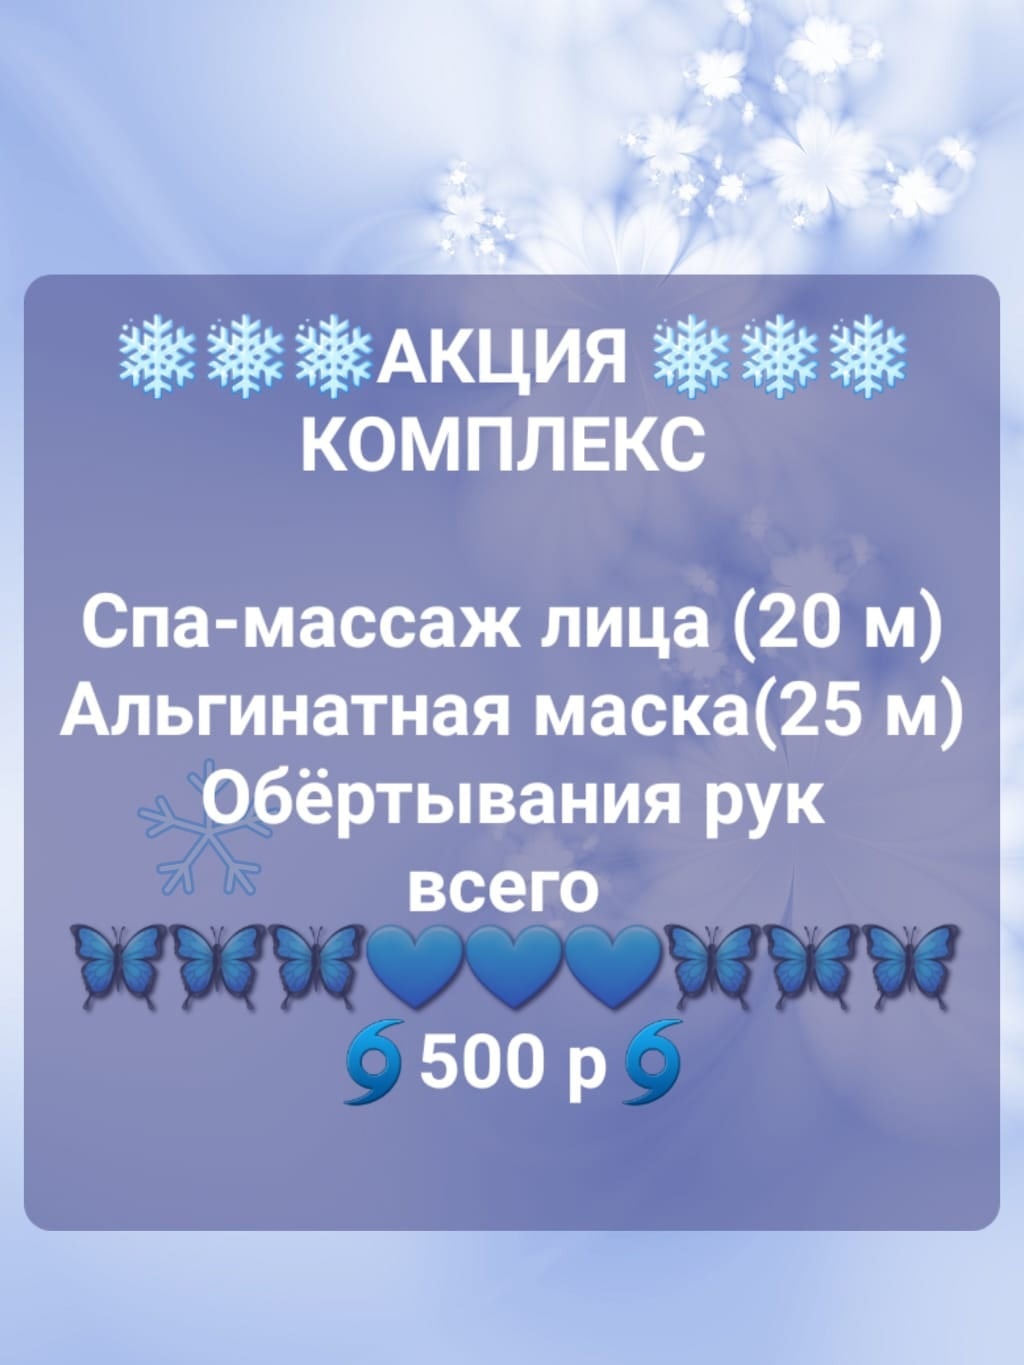 ❄️❄️❄️АКЦИЯ ❄️❄️❄️
КОМПЛЕКС
Спа-массаж лица (20 м)
Альгинатная маска(25 м)
Обёртывания рук
всего
🦋🦋🦋💙💙💙🦋🦋🦋
🌀500 р🌀